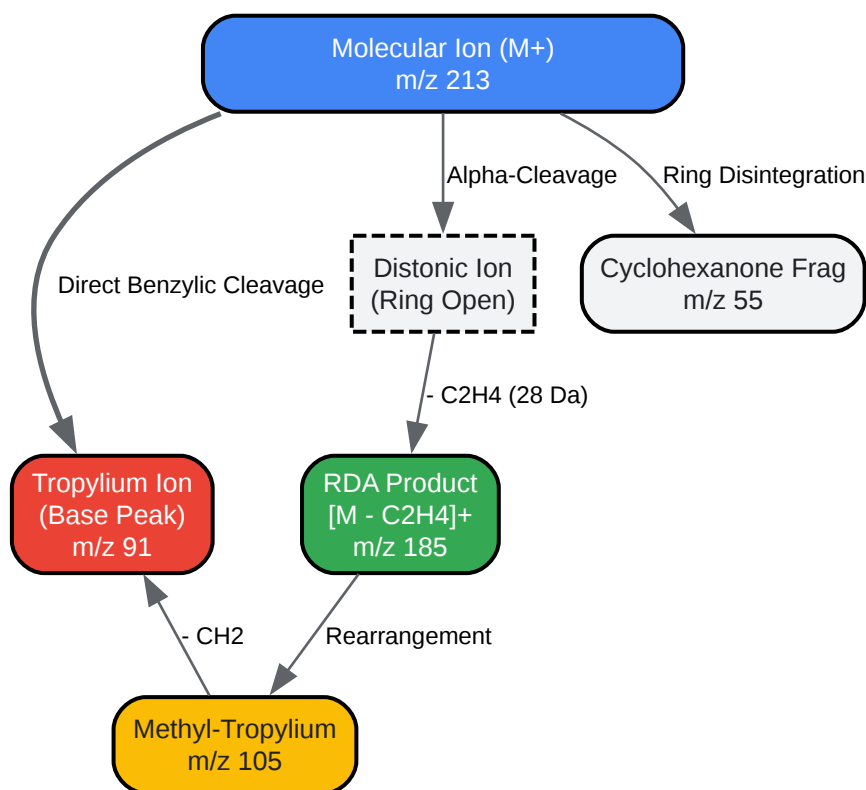 Molecular Ion (M+)
m/z 213
Alpha-Cleavage
Ring Disintegration
Direct Benzylic Cleavage
Distonic Ion
(Ring Open)
Cyclohexanone Frag
m/z 55
- C2H4 (28 Da)
Tropylium Ion
(Base Peak)
m/z 91
RDA Product
[M - C2H4]+
m/z 185
- CH2
Rearrangement
Methyl-Tropylium
m/z 105